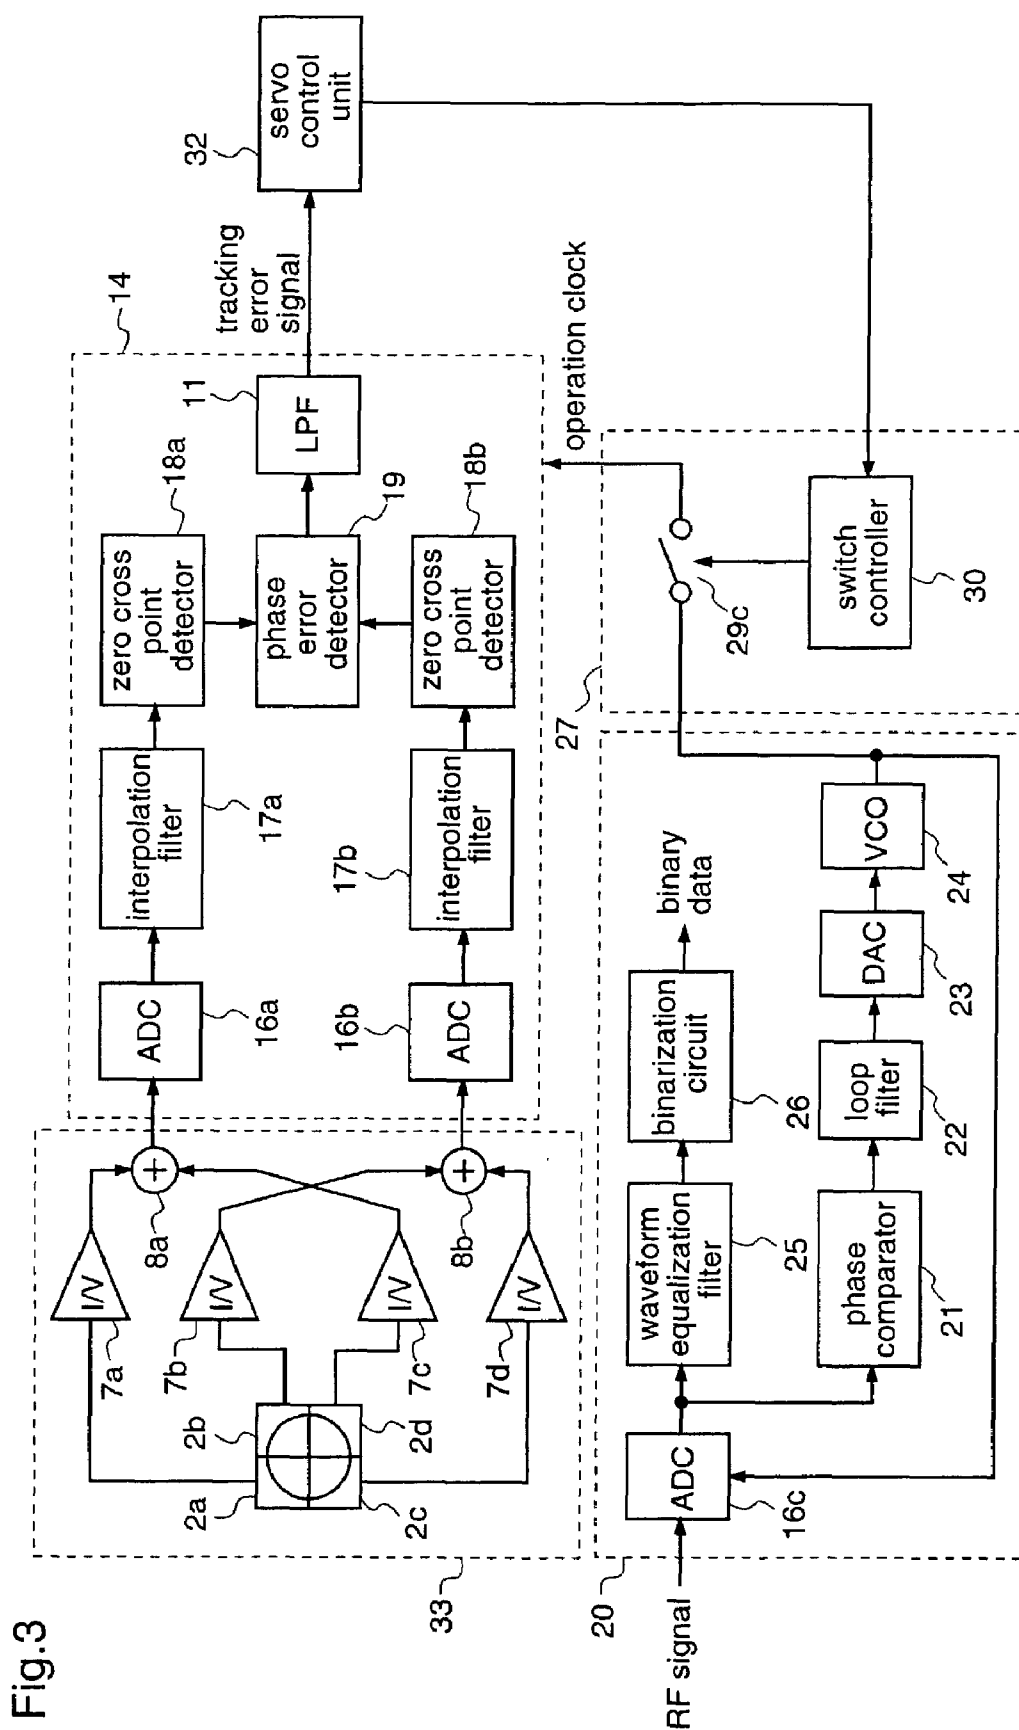 Fig.3
33
2a
2b
2c
2d
7a
I/V
7b
I/V
7c
I/V
7d
I/V
8a
+
8b
+
14
ADC
16a
ADC
16b
interpolation
filter
17a
interpolation
filter
17b
zero cross
point
detector
18a
zero cross
point
detector
18b
phase
error
detector
19
LPF
11
tracking
error
signal
servo
control
unit
32
operation clock
20
RF signal
ADC
16c
waveform
equalization
filter
25
binarization
circuit
26
binary
data
phase
comparator
21
loop
filter
22
DAC
23
VCO
24
27
29c
switch
controller
30